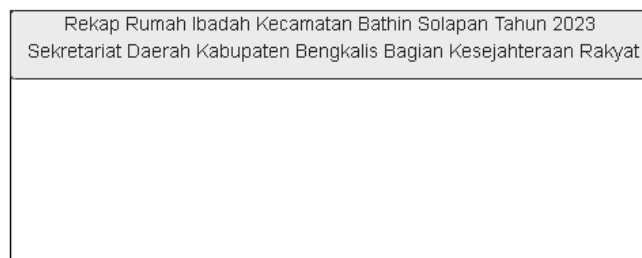 Rekap Rumah Ibadah Kecamatan Bathin Solapan Tahun 2023
Sekretariat Daerah Kabupaten Bengkalis Bagian Kesejahteraan Rakyat